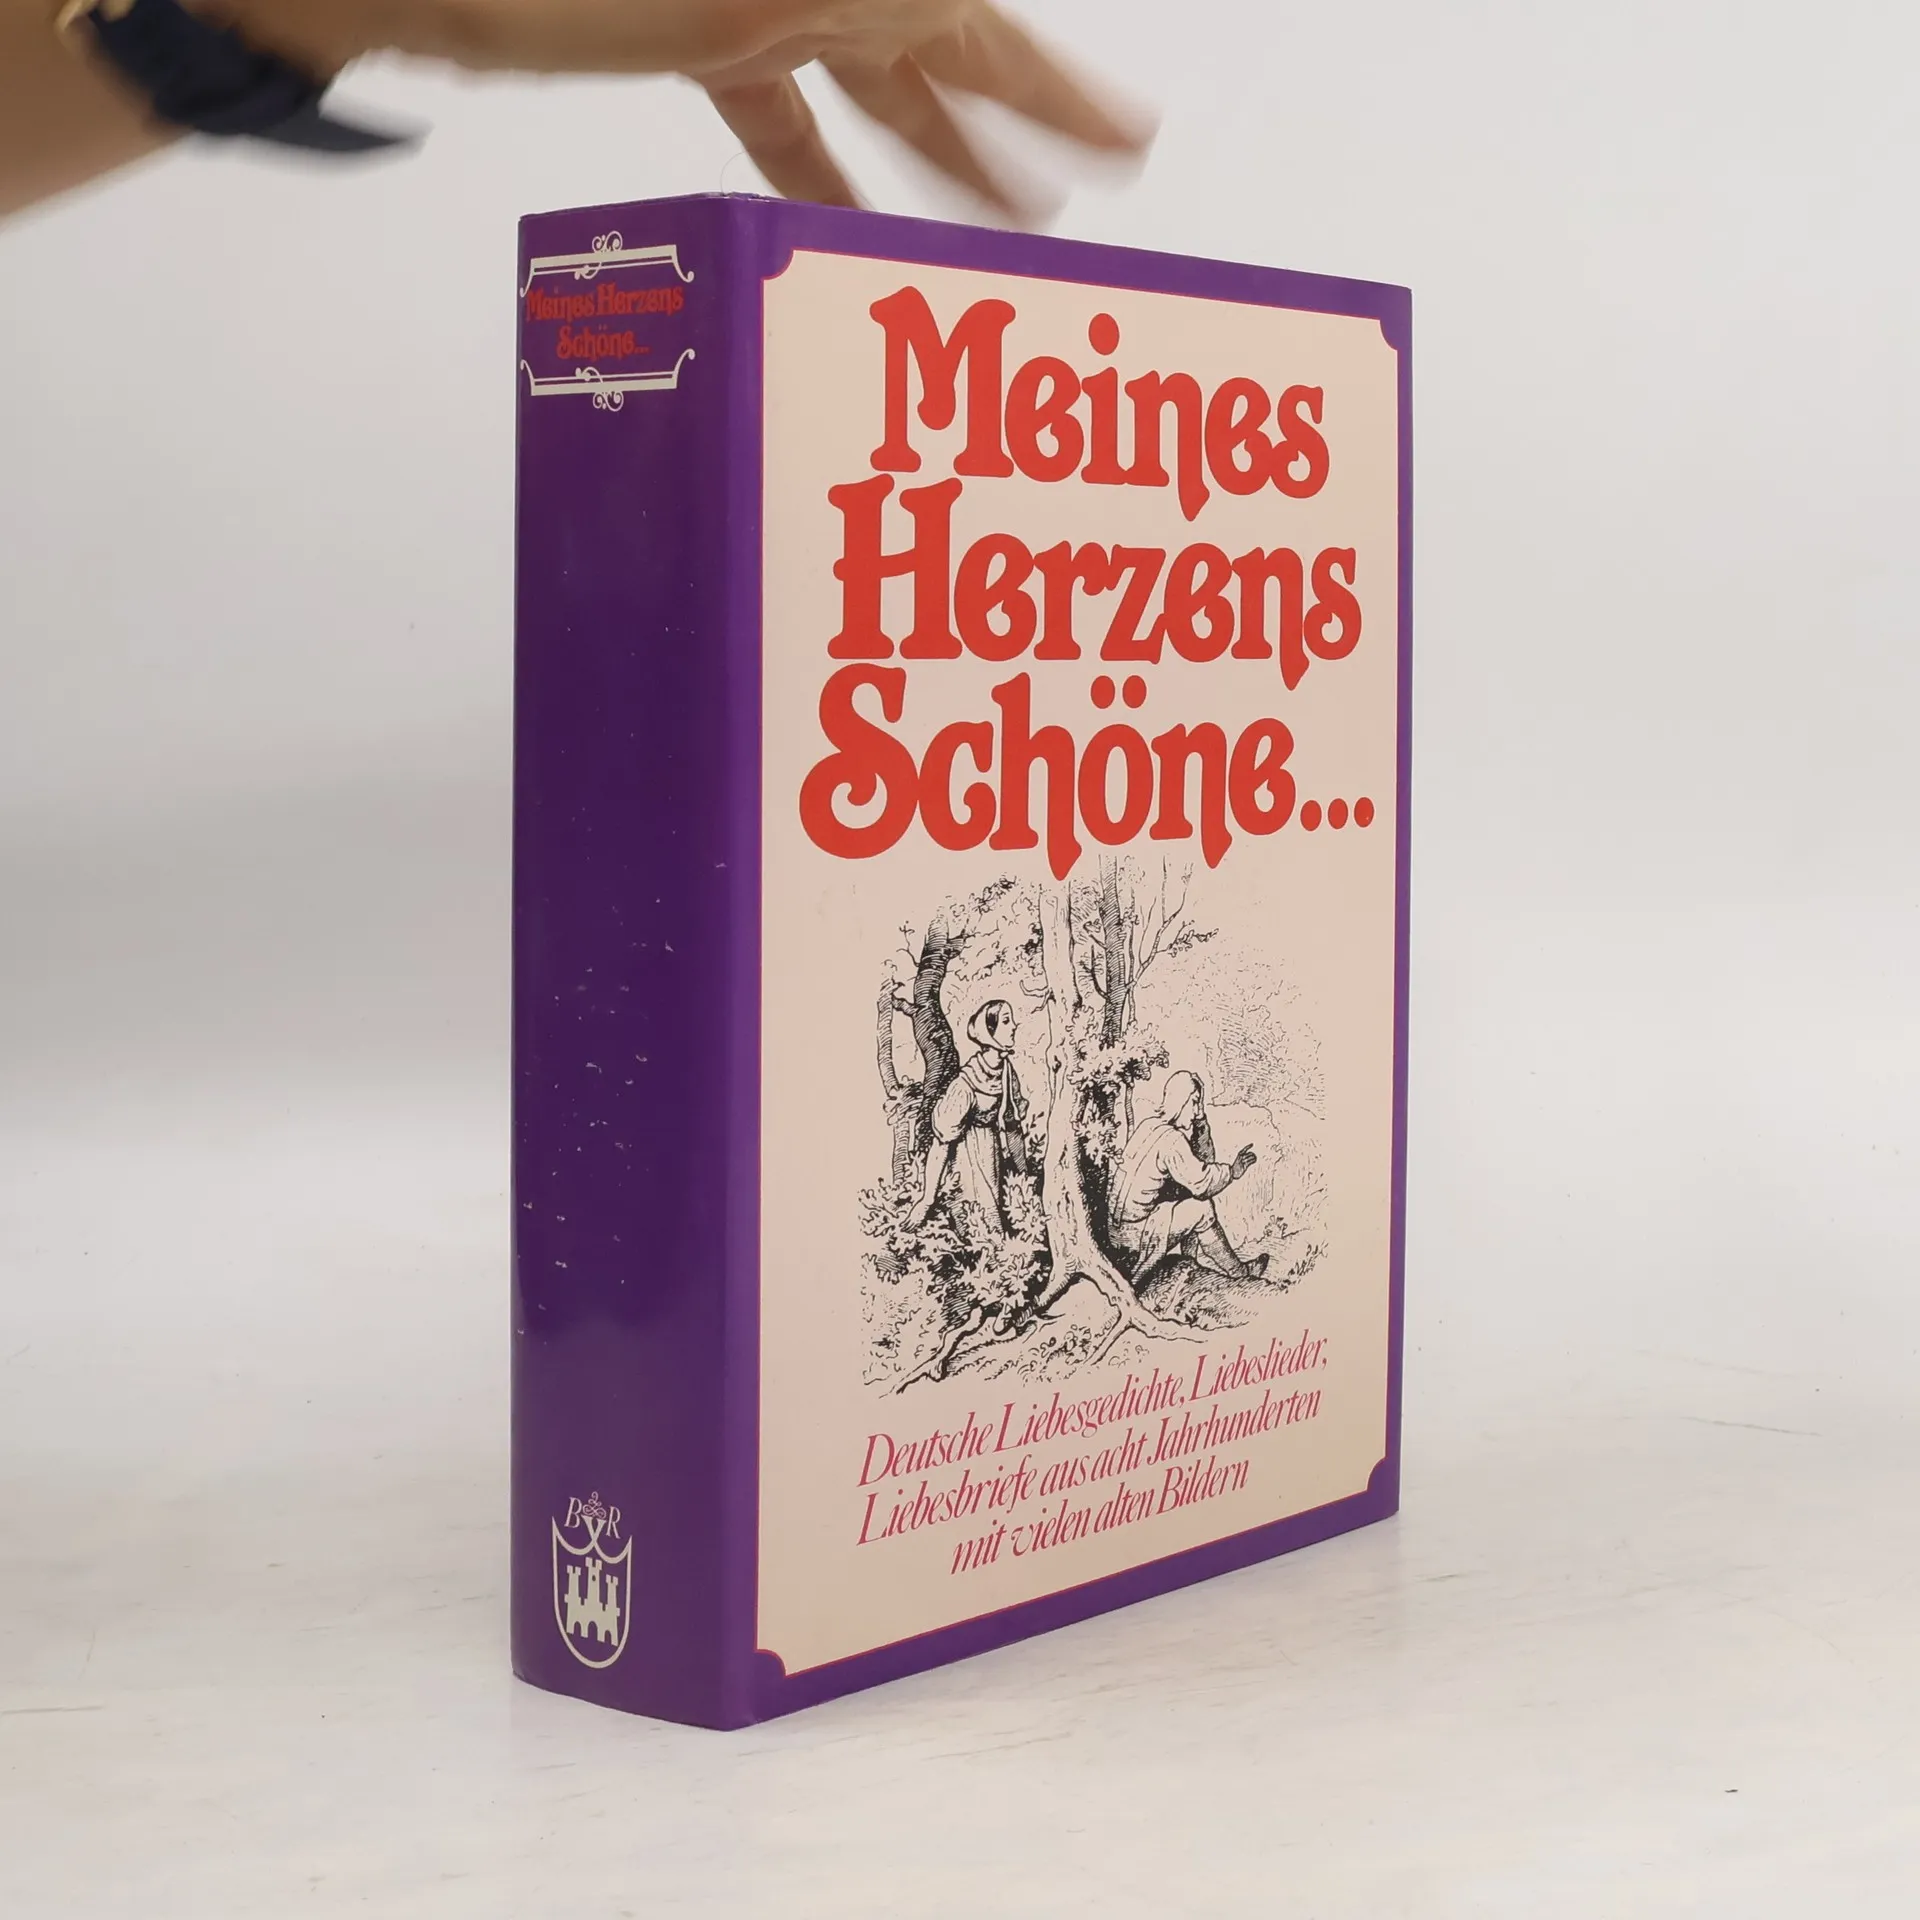 Meines Herzens
Schöne...
B R
V
Meines
Herzens
Schöne...
Deutsche Liebesgedichte, Liebeslieder,
Liebesbriefe aus acht Jahrhunderten
mit vielen alten Bildern